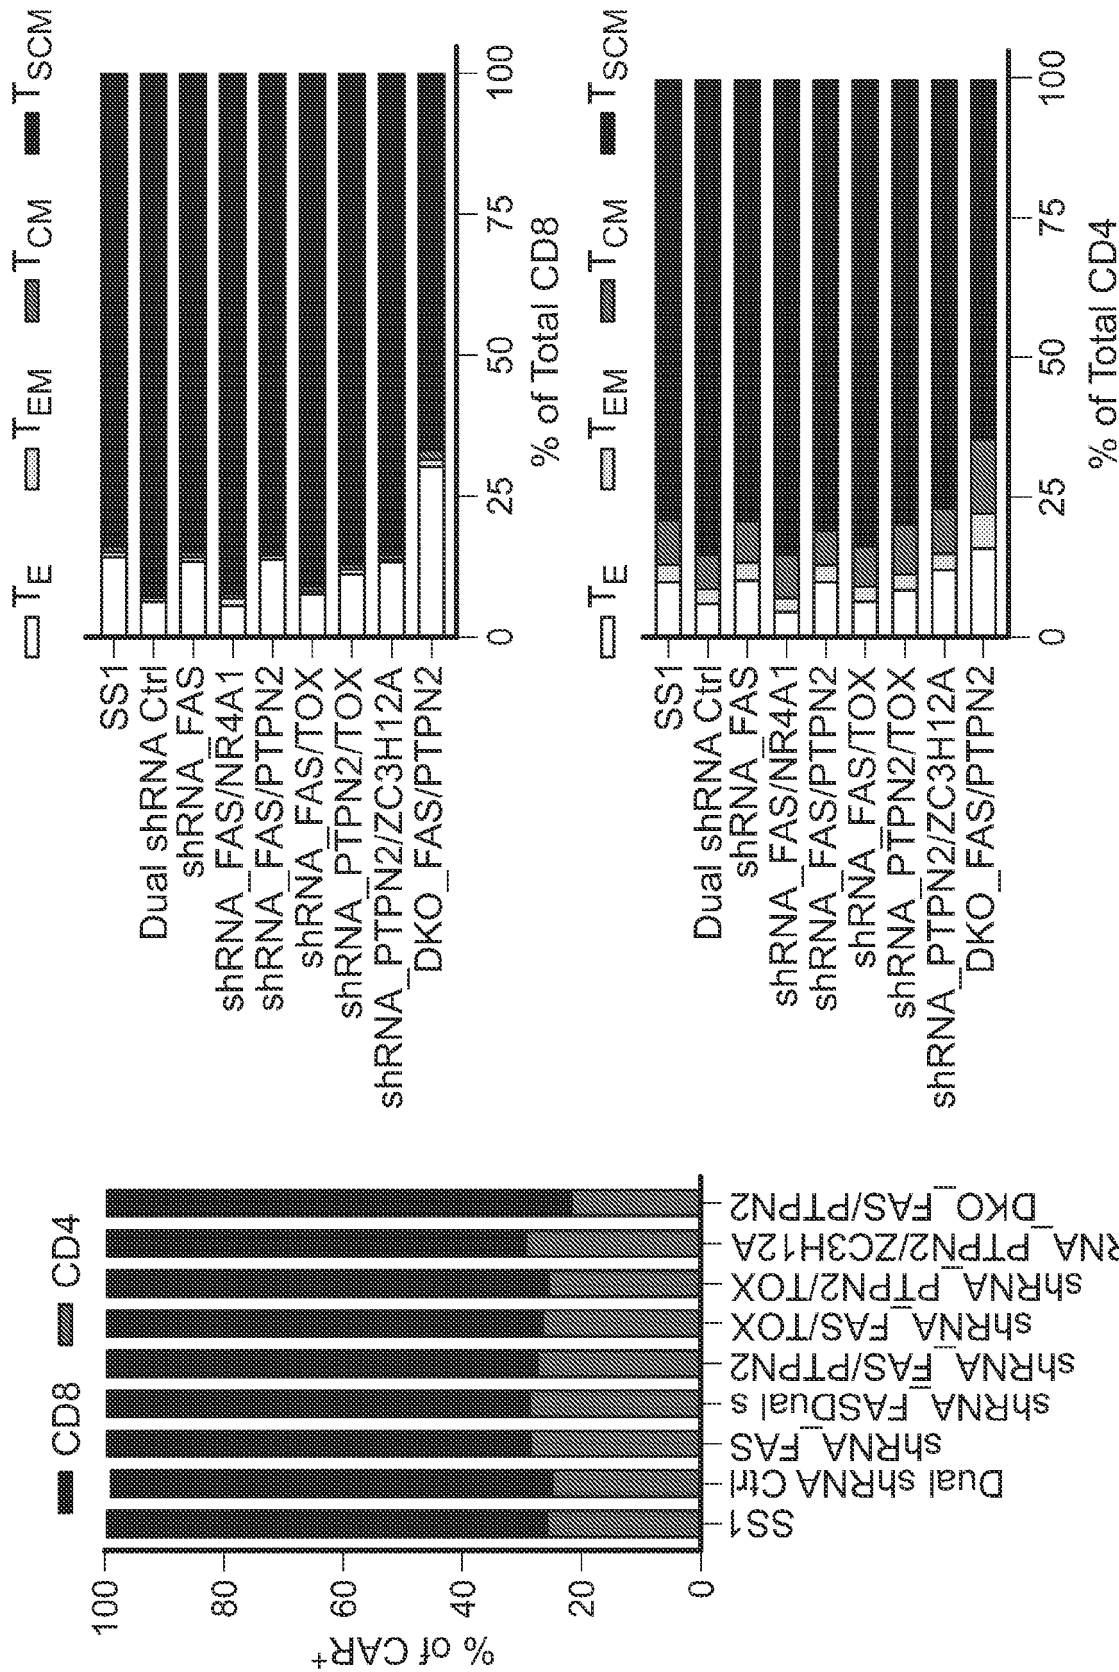 CD8 CD4
% of CAR+
100
80
60
40
20
0
SS1
Dual shRNA Ctrl
shRNA_FAS
shRNA_FASDual s
shRNA_FAS/PTPN2
shRNA_FAS/TOX
shRNA_PTPN2/TOX
RNA_PTPN2/ZC3H12A
DKO_FAS/PTPN2
TE TEM TCM TSCM
SS1
Dual shRNA Ctrl
shRNA_FAS
shRNA_FAS/NR4A1
shRNA_FAS/PTPN2
shRNA_FAS/TOX
shRNA_PTPN2/TOX
shRNA_PTPN2/ZC3H12A
DKO_FAS/PTPN2
0 25 50 75 100
% of Total CD8
TE TEM TCM TSCM
SS1
Dual shRNA Ctrl
shRNA_FAS
shRNA_FAS/NR4A1
shRNA_FAS/PTPN2
shRNA_FAS/TOX
shRNA_PTPN2/TOX
shRNA_PTPN2/ZC3H12A
DKO_FAS/PTPN2
0 25 50 75 100
% of Total CD4